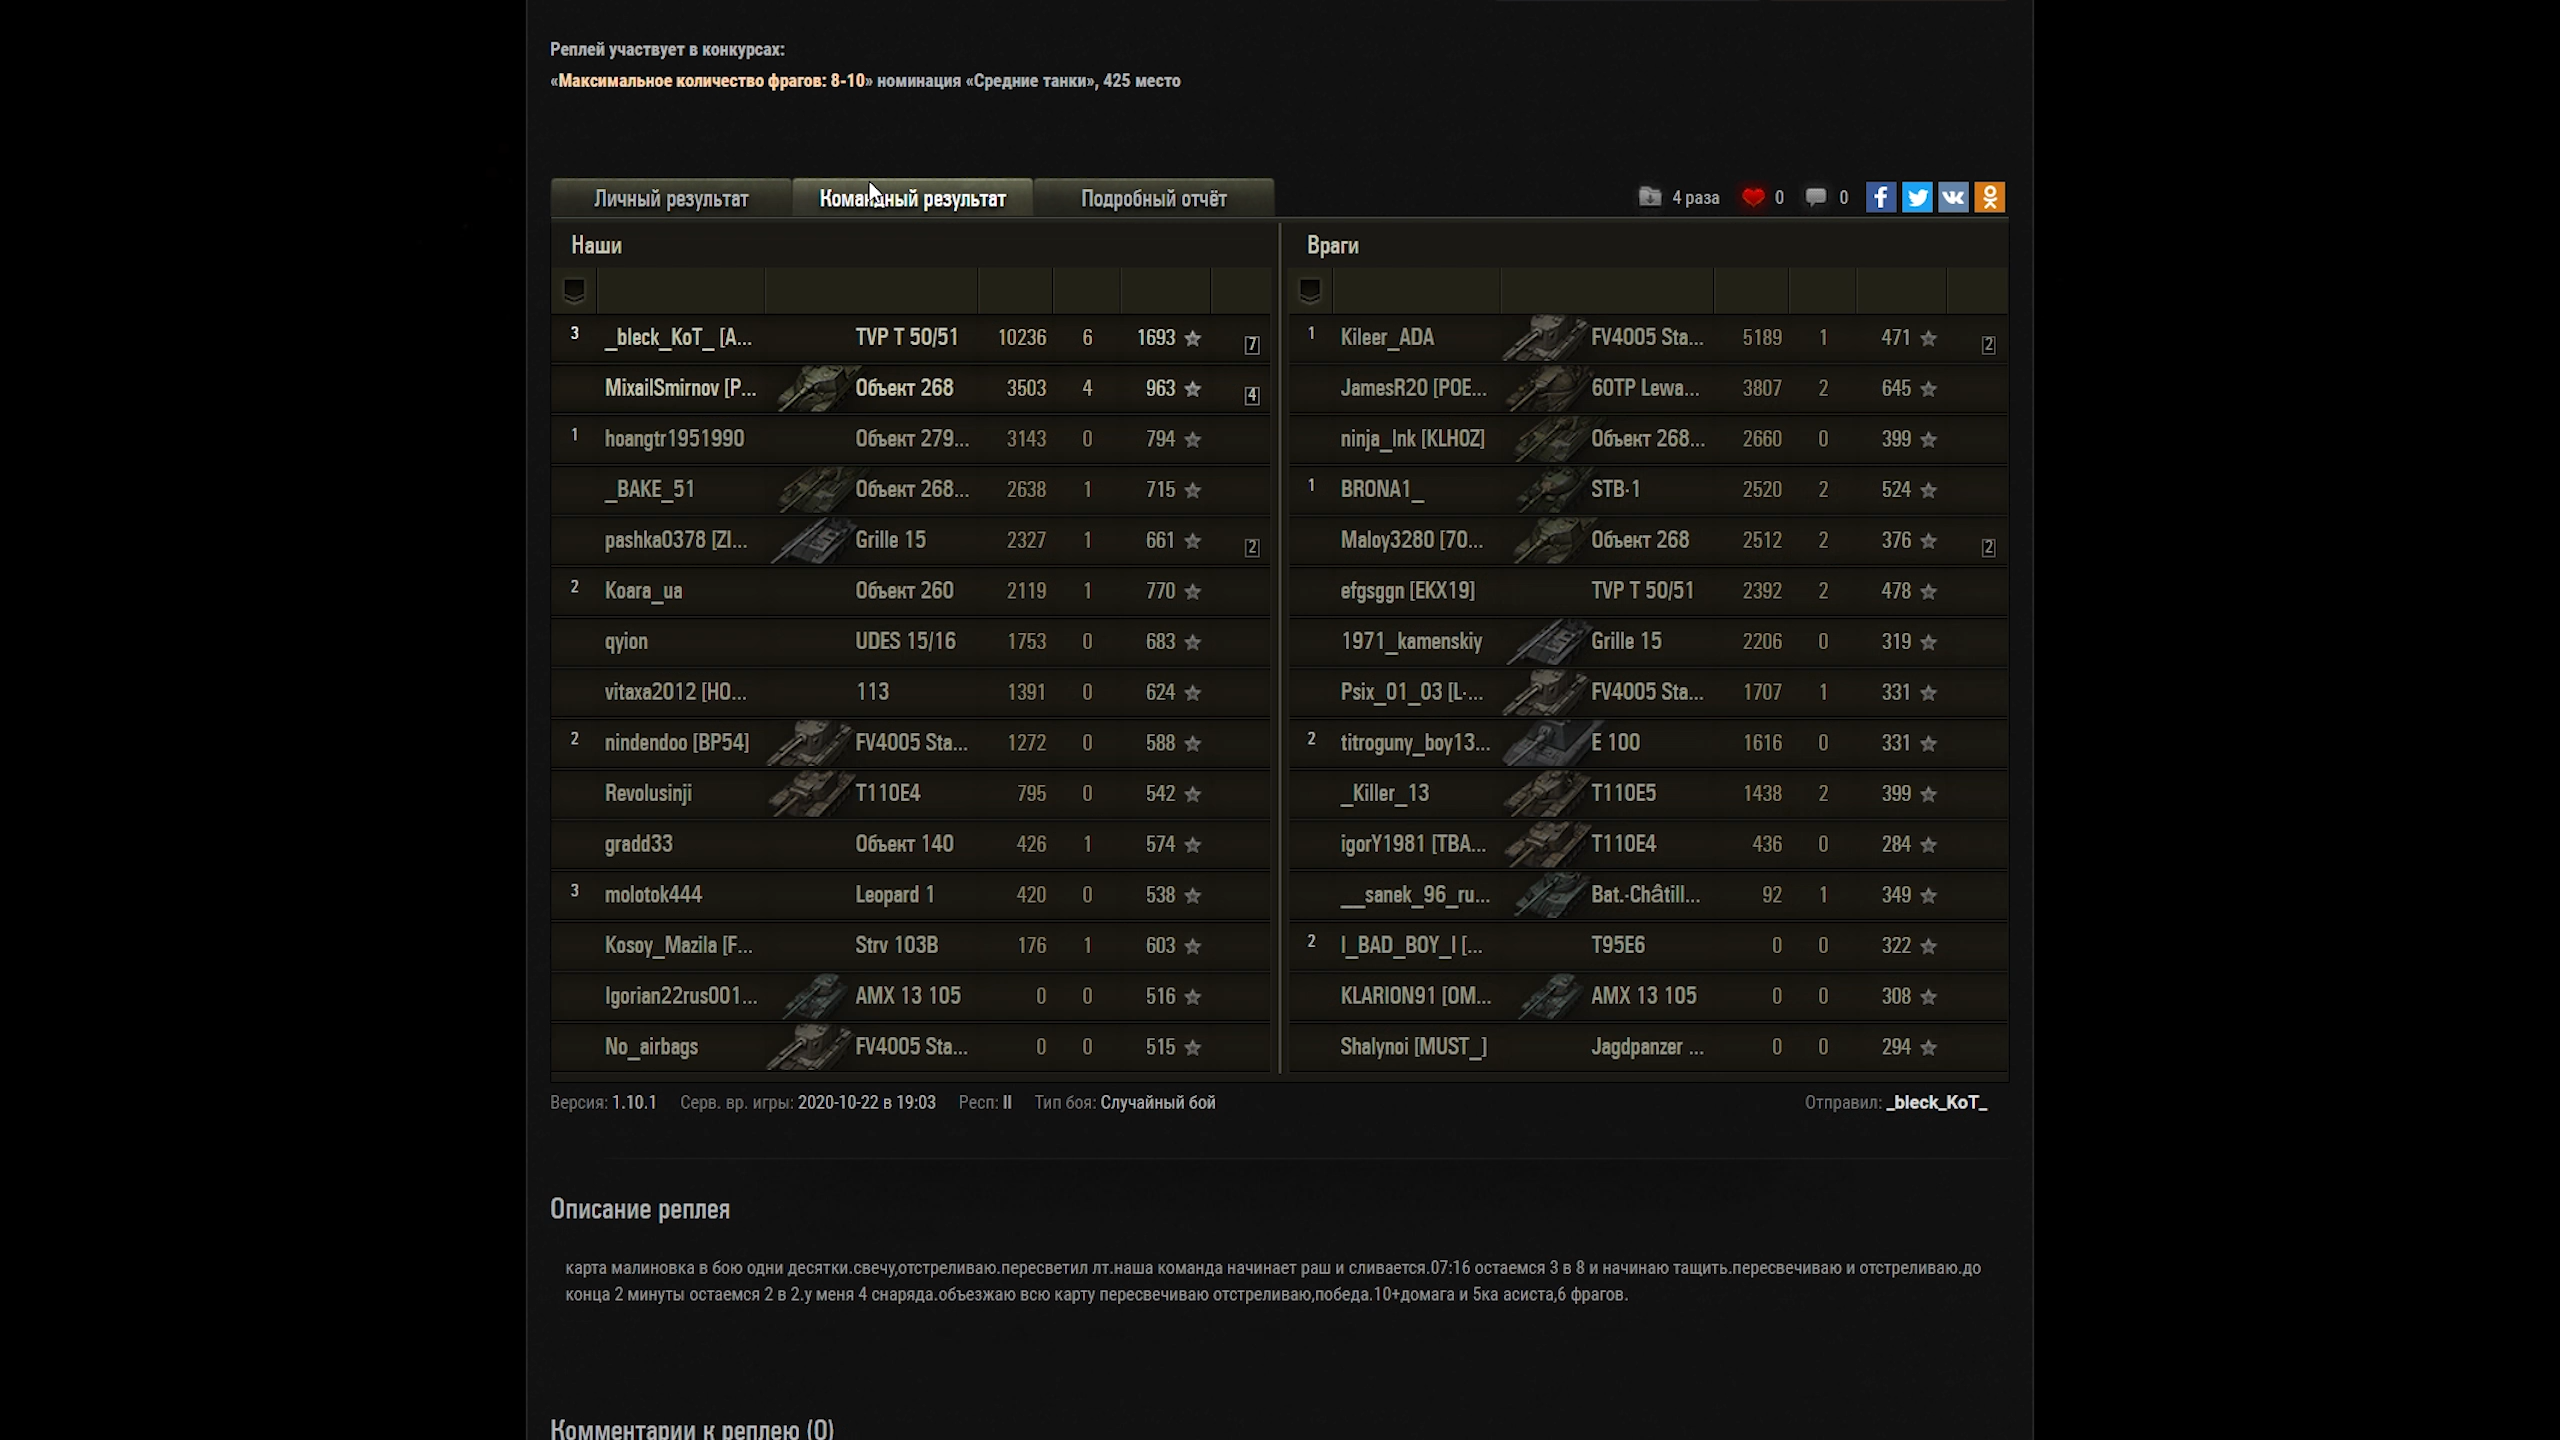 Реплей участвует в конкурсах:
«Максимальное количество фрагов: 8-10» номинация «Средние танки», 425 место
Личный результат Командный результат Подробный отчёт 4 раза 0 0
Наши Враги
3 _bleck_KoT_ [A... TVP T 50/51 10236 6 1693 7 1 Kileer_ADA FV4005 Sta... 5189 1 471 2
MixailSmirnov [P... Объект 268 3503 4 963 4 JamesR20 [POE... 60TP Lewa... 3807 2 645
1 hoangtr1951990 Объект 279... 3143 0 794 ninja_Ink [KLHOZ] Объект 268... 2660 0 399
_BAKE_51 Объект 268... 2638 1 715 1 BRONA1_ STB-1 2520 2 524
pashka0378 [ZI... Grille 15 2327 1 661 2 Maloy3280 [70... Объект 268 2512 2 376 2
2 Koara_ua Объект 260 2119 1 770 efgsggn [EKX19] TVP T 50/51 2392 2 478
qyion UDES 15/16 1753 0 683 1971_kamenskiy Grille 15 2206 0 319
vitaxa2012 [HO... 113 1391 0 624 Psix_01_03 [L-... FV4005 Sta... 1707 1 331
2 nindendoo [BP54] FV4005 Sta... 1272 0 588 2 titroguny_boy13... E 100 1616 0 331
Revolusinji T110E4 795 0 542 _Killer_13 T110E5 1438 2 399
gradd33 Объект 140 426 1 574 igorY1981 [TBA... T110E4 436 0 284
3 molotok444 Leopard 1 420 0 538 __sanek_96_ru... Bat.-Châtill... 92 1 349
Kosoy_Mazila [F... Strv 103B 176 1 603 2 I_BAD_BOY_I [... T95E6 0 0 322
Igorian22rus001... AMX 13 105 0 0 516 KLARION91 [OM... AMX 13 105 0 0 308
No_airbags FV4005 Sta... 0 0 515 Shalynoi [MUST_] Jagdpanzer ... 0 0 294
Версия: 1.10.1 Серв. вр. игры: 2020-10-22 в 19:03 Респ: II Тип боя: Случайный бой Отправил: _bleck_KoT_
Описание реплея
карта малиновка в бою одни десятки.свечу,отстреливаю.пересветил лт.наша команда начинает раш и сливается.07:16 остаемся 3 в 8 и начинаю тащить.пересвечиваю и отстреливаю.до
конца 2 минуты остаемся 2 в 2.у меня 4 снаряда.объезжаю всю карту пересвечиваю отстреливаю,победа.10+домага и 5ка асиста,6 фрагов.
Комментарии к реплею (0)